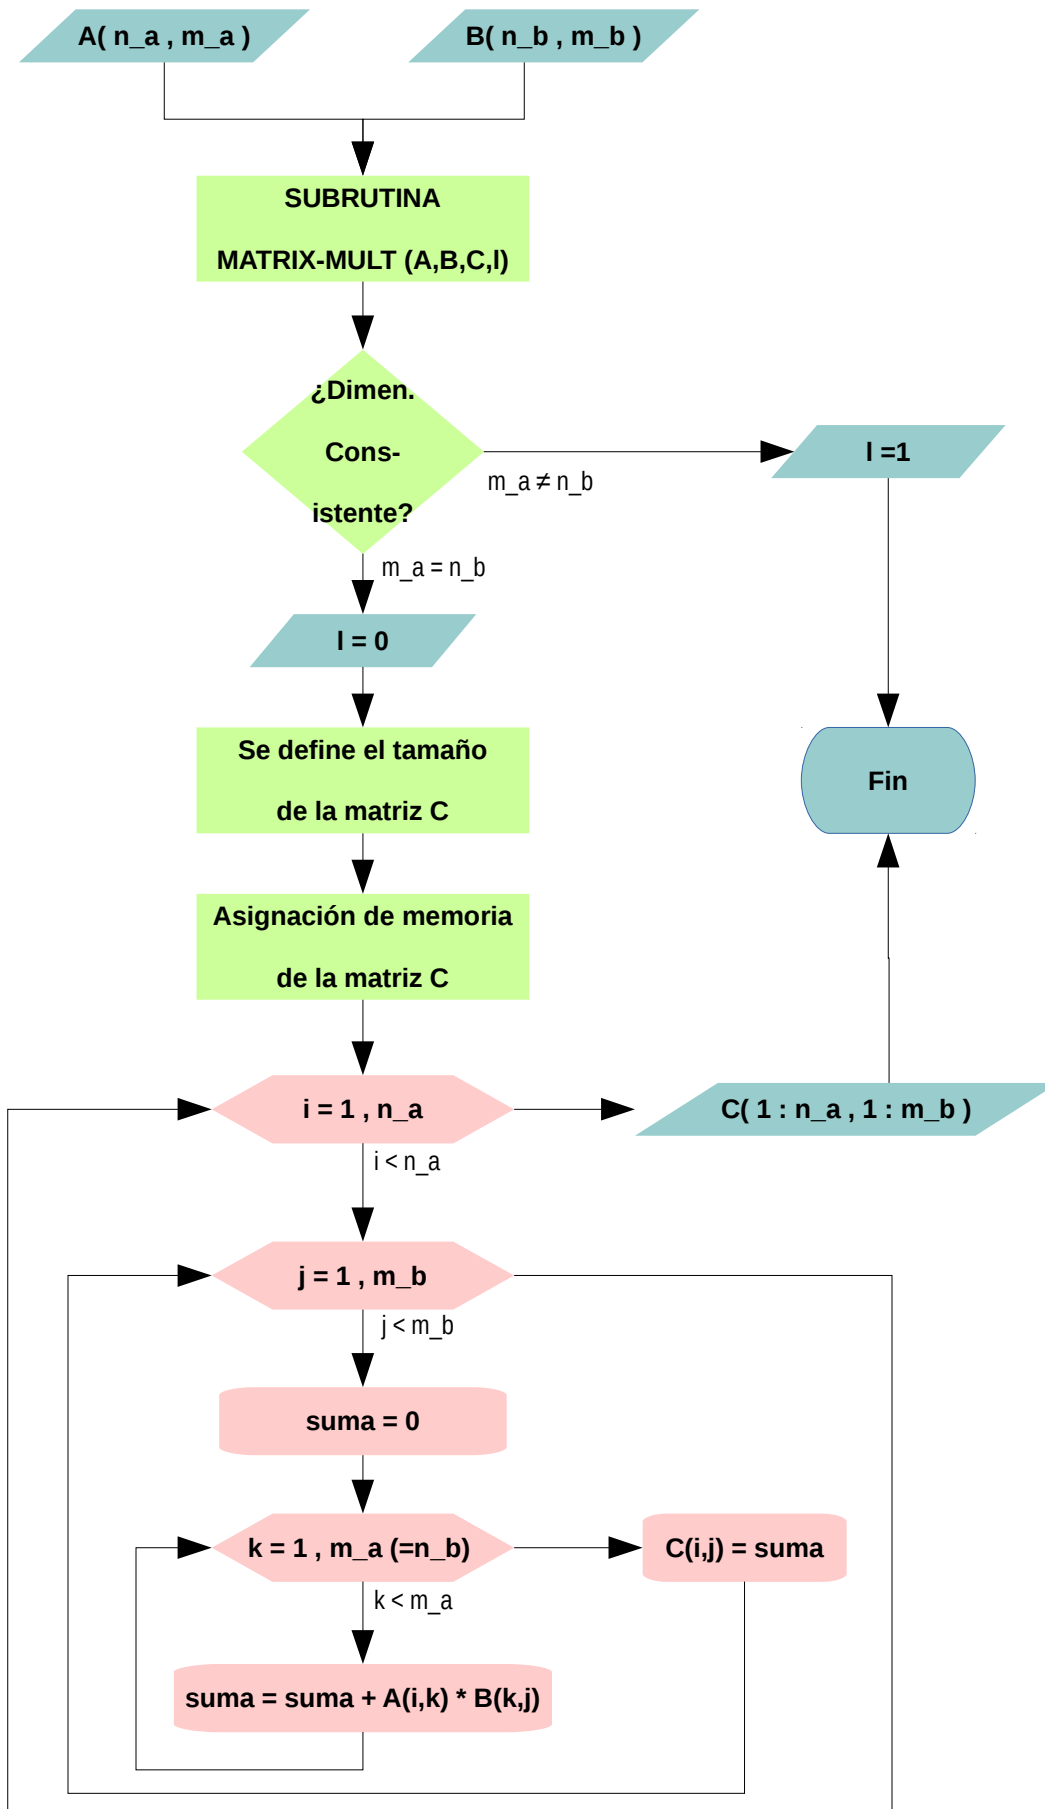 A( n_a , m_a )
B( n_b , m_b )
SUBRUTINA
MATRIX-MULT (A,B,C,l)
¿Dimen.
Cons-
istente?
m_a ≠ n_b
l =1
m_a = n_b
l = 0
Se define el tamaño
de la matriz C
Fin
Asignación de memoria
de la matriz C
i = 1 , n_a
C( 1 : n_a , 1 : m_b )
i < n_a
j = 1 , m_b
j < m_b
suma = 0
k = 1 , m_a (=n_b)
C(i,j) = suma
k < m_a
suma = suma + A(i,k) * B(k,j)